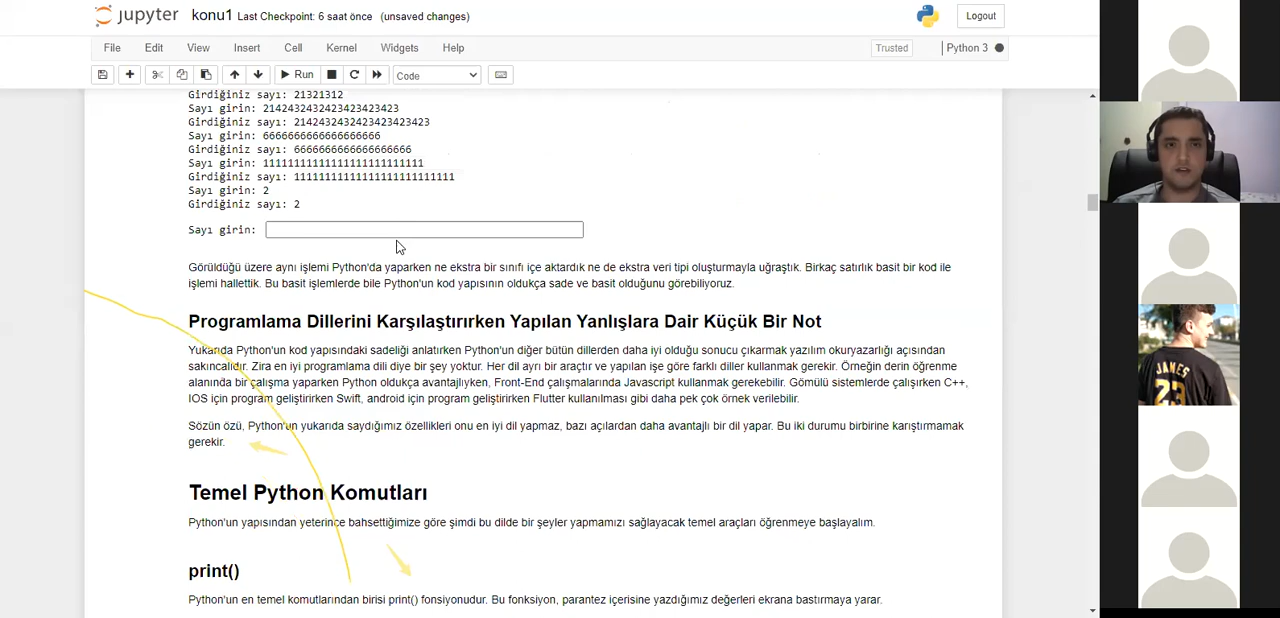 jupyter konu1 Last Checkpoint: 6 saat önce (unsaved changes) Logout
File Edit View Insert Cell Kernel Widgets Help Trusted Python 3
Run Code
Girdiğiniz sayı: 21321312
Sayı girin: 2142432432423423423423
Girdiğiniz sayı: 2142432432423423423423
Sayı girin: 6666666666666666666
Girdiğiniz sayı: 6666666666666666666
Sayı girin: 11111111111111111111111111
Girdiğiniz sayı: 11111111111111111111111111
Sayı girin: 2
Girdiğiniz sayı: 2
Sayı girin:
Görüldüğü üzere aynı işlemi Python'da yaparken ne ekstra bir sınıfı içe aktardık ne de ekstra veri tipi oluşturmayla uğraştık. Birkaç satırlık basit bir kod ile
işlemi hallettik. Bu basit işlemlerde bile Python'un kod yapısının oldukça sade ve basit olduğunu görebiliyoruz.
Programlama Dillerini Karşılaştırırken Yapılan Yanlışlara Dair Küçük Bir Not
Yukarıda Python'un kod yapısındaki sadeliği anlatırken Python'un diğer bütün dillerden daha iyi olduğu sonucu çıkarmak yazılım okuryazarlığı açısından
sakıncalıdır. Zira en iyi programlama dili diye bir şey yoktur. Her dil ayrı bir araçtır ve yapılan işe göre farklı diller kullanmak gerekir. Örneğin derin öğrenme
alanında bir çalışma yaparken Python oldukça avantajlıyken, Front-End çalışmalarında Javascript kullanmak gerekebilir. Gömülü sistemlerde çalışırken C++,
IOS için program geliştirirken Swift, android için program geliştirirken Flutter kullanılması gibi daha pek çok örnek verilebilir.
Sözün özü, Python'un yukarıda saydığımız özellikleri onu en iyi dil yapmaz, bazı açılardan daha avantajlı bir dil yapar. Bu iki durumu birbirine karıştırmamak
gerekir.
Temel Python Komutları
Python'un yapısından yeterince bahsettiğimize göre şimdi bu dilde bir şeyler yapmamızı sağlayacak temel araçları öğrenmeye başlayalım.
print()
Python'un en temel komutlarından birisi print() fonsiyonudur. Bu fonksiyon, parantez içerisine yazdığımız değerleri ekrana bastırmaya yarar.
JAMES
23